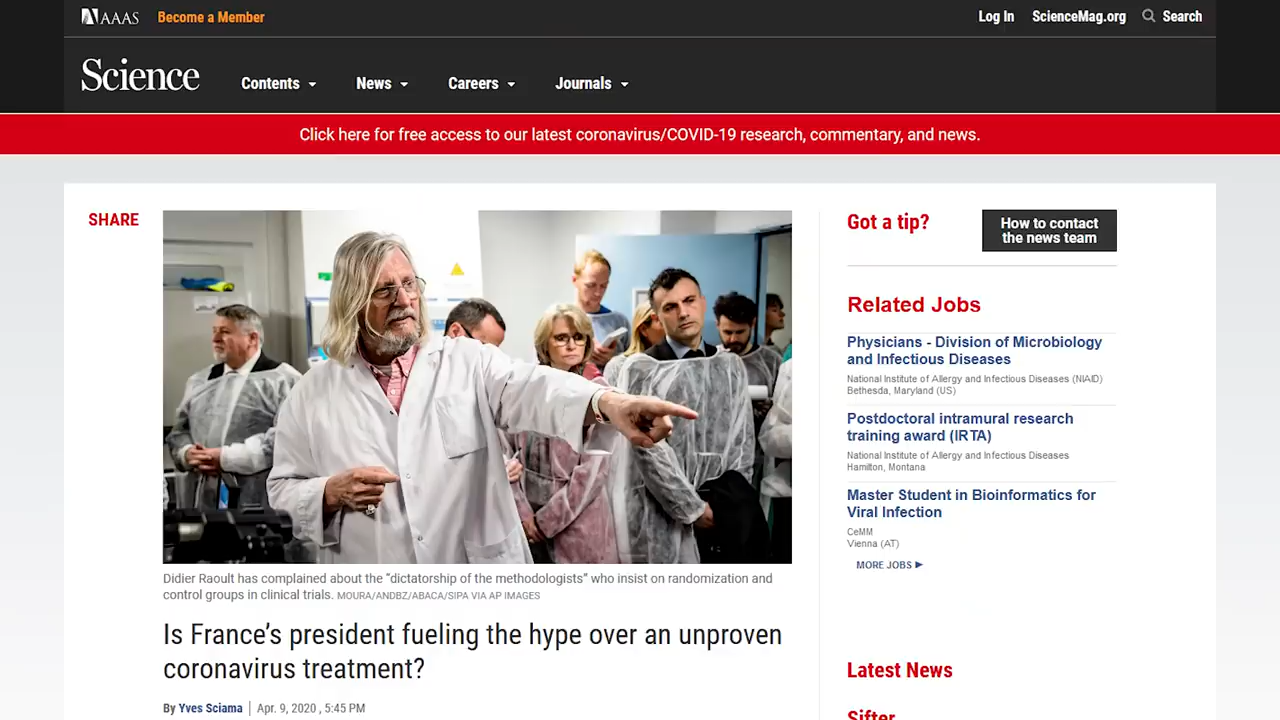 AAAS
Become a Member
Log In
ScienceMag.org
Search
Science
Contents
News
Careers
Journals
Click here for free access to our latest coronavirus/COVID-19 research, commentary, and news.
SHARE
Didier Raoult has complained about the “dictatorship of the methodologists” who insist on randomization and
control groups in clinical trials. MOURA/ANDBZ/ABACA/SIPA VIA AP IMAGES
Is France’s president fueling the hype over an unproven
coronavirus treatment?
By Yves Sciama
Apr. 9, 2020 , 5:45 PM
Got a tip?
How to contact
the news team
Related Jobs
Physicians - Division of Microbiology
and Infectious Diseases
National Institute of Allergy and Infectious Diseases (NIAID)
Bethesda, Maryland (US)
Postdoctoral intramural research
training award (IRTA)
National Institute of Allergy and Infectious Diseases
Hamilton, Montana
Master Student in Bioinformatics for
Viral Infection
CeMM
Vienna (AT)
MORE JOBS ►
Latest News
Sifter